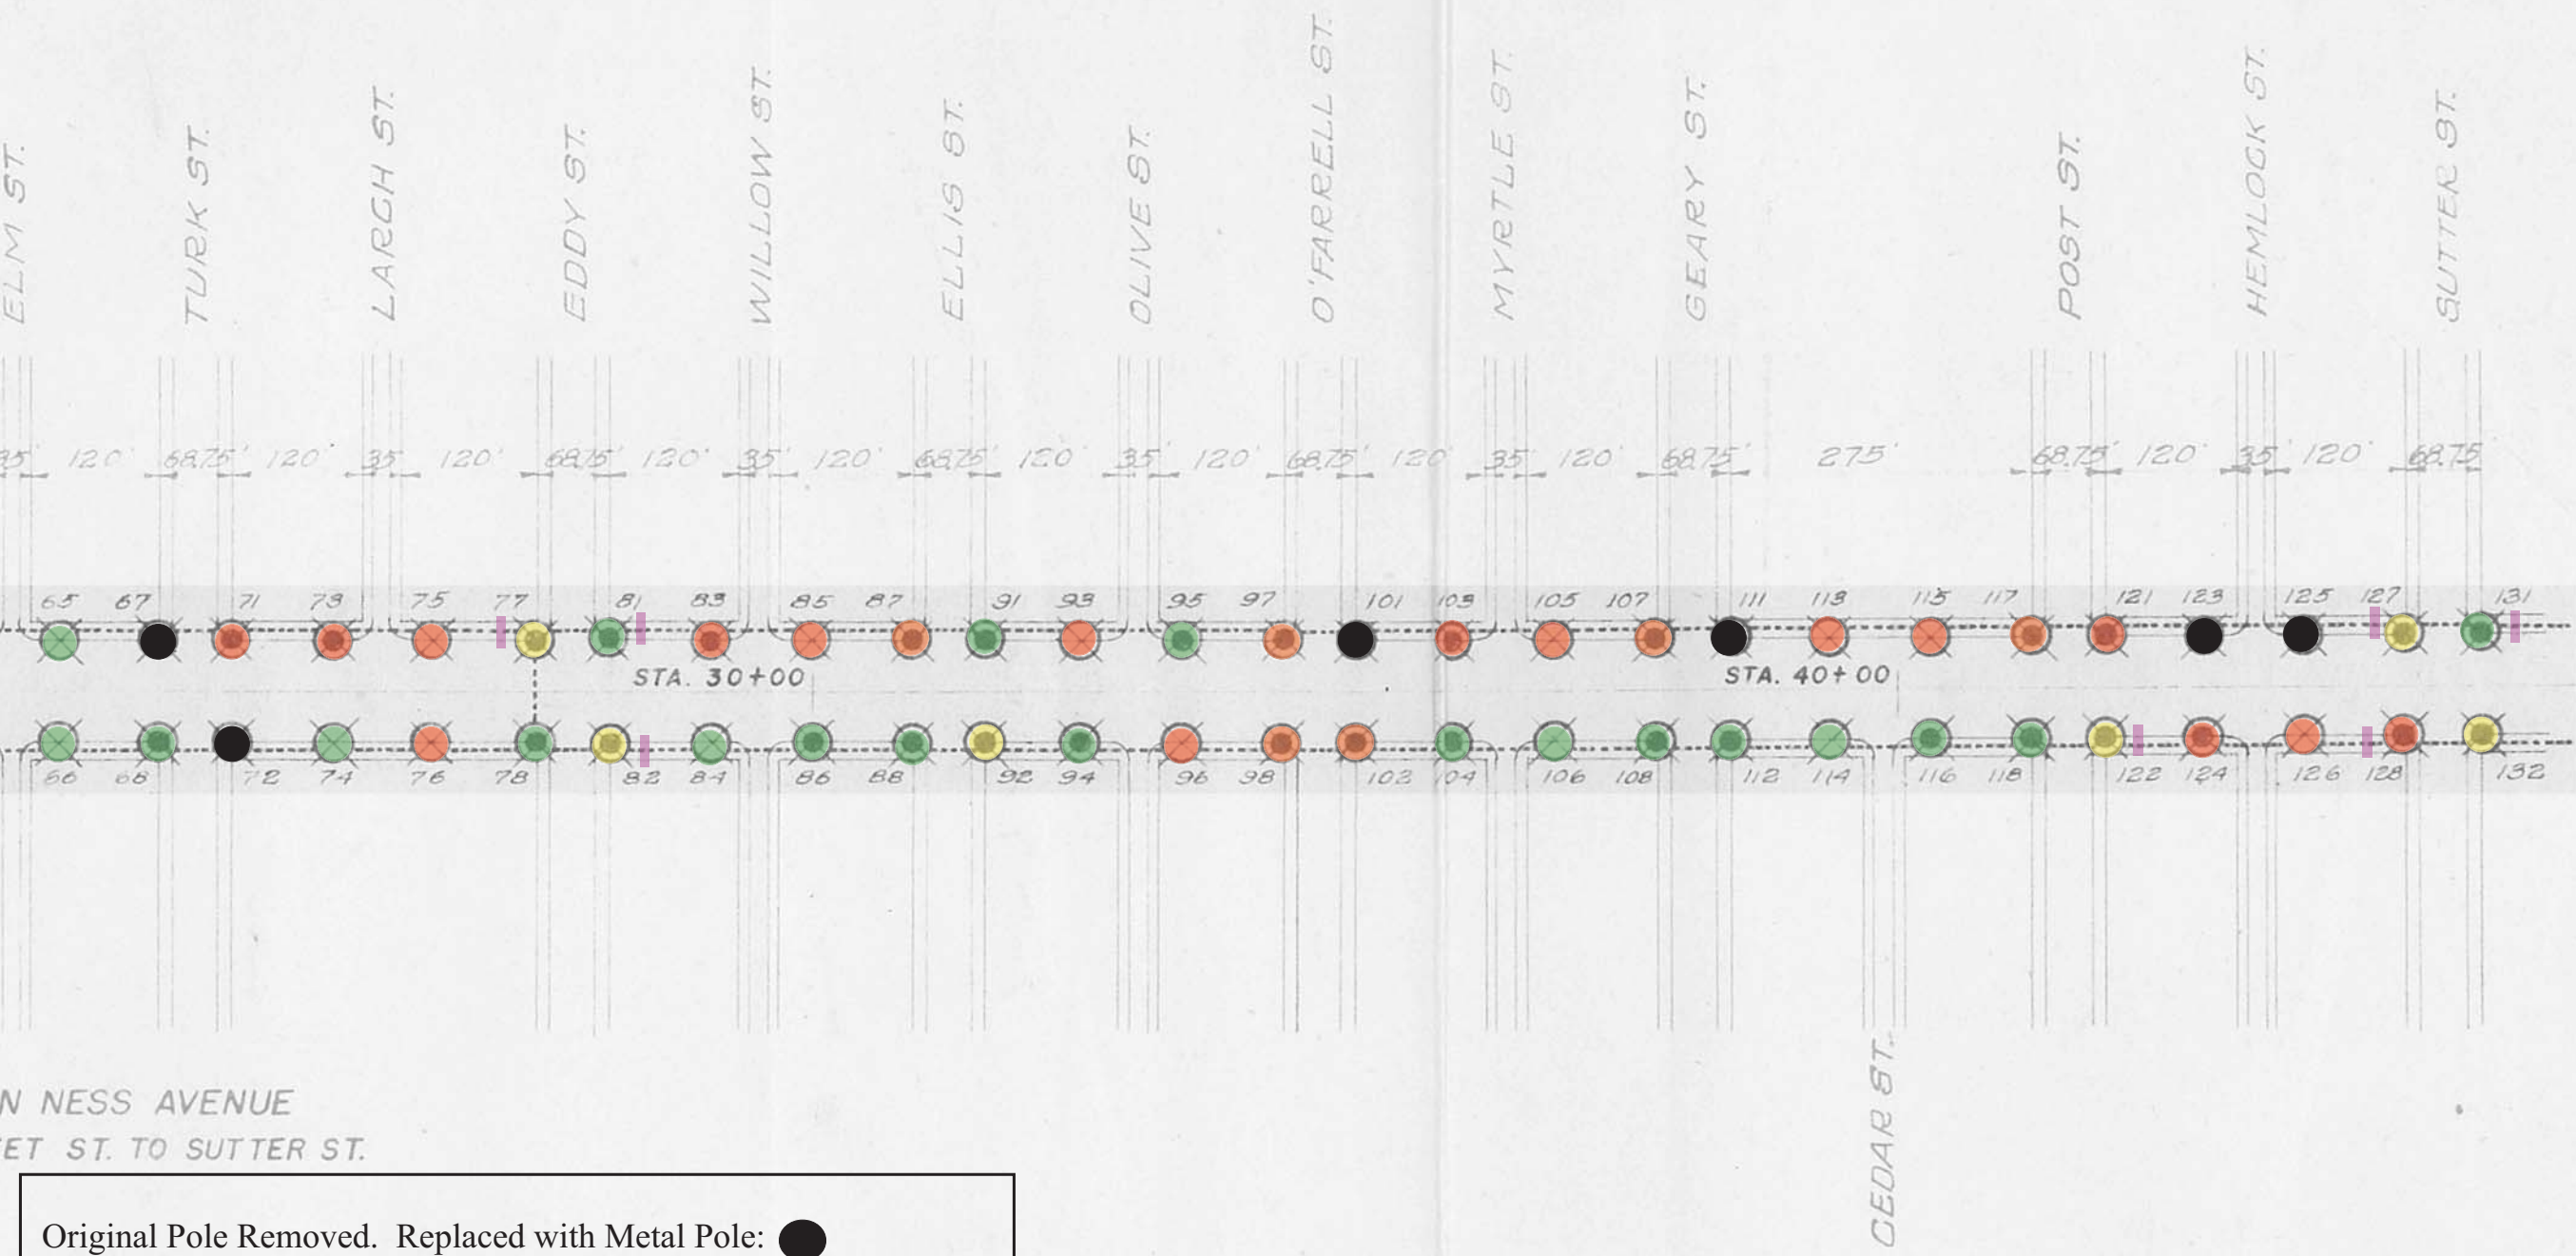 ELM ST.
TURK ST.
LARCH ST.
EDDY ST.
WILLOW ST.
ELLIS ST.
OLIVE ST.
O'FARRELL ST.
MYRTLE ST.
GEARY ST.
POST ST.
HEMLOCK ST.
SUTTER ST.
35' 120' 68.75' 120' 35' 120' 68.75' 120' 35' 120' 68.75' 120' 35' 120' 68.75' 120' 35' 120' 68.75' 275' 68.75' 120' 35' 120' 68.75'
65 67 71 73 75 77 81 83 85 87 91 93 95 97 101 103 105 107 111 113 115 117 121 123 125 127 131
STA. 30+00 STA. 40+00
66 68 72 74 76 78 82 84 86 88 92 94 96 98 102 104 106 108 112 114 116 118 122 124 126 128 132
CEDAR ST.
N NESS AVENUE
EET ST. TO SUTTER ST.
Original Pole Removed. Replaced with Metal Pole: